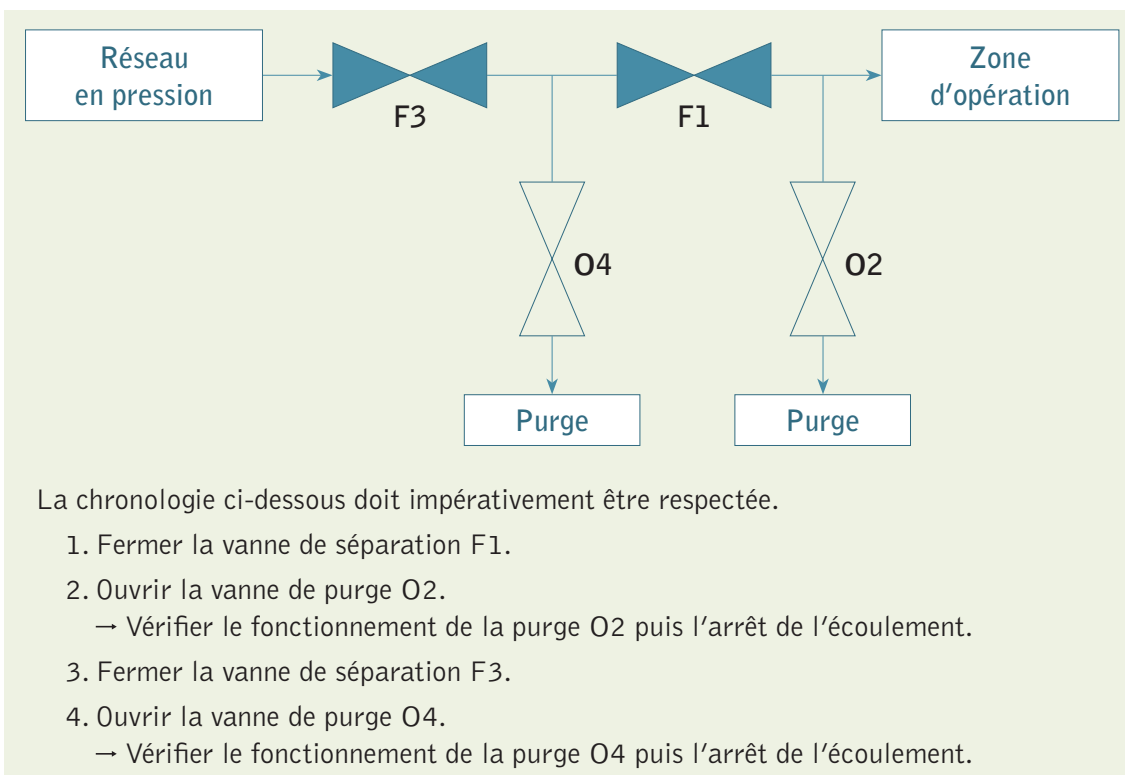 Réseau
en pression
Zone
d'opération
F3
F1
O4
O2
Purge
Purge
La chronologie ci-dessous doit impérativement être respectée.
1. Fermer la vanne de séparation F1.
2. Ouvrir la vanne de purge O2.
→ Vérifier le fonctionnement de la purge O2 puis l'arrêt de l'écoulement.
3. Fermer la vanne de séparation F3.
4. Ouvrir la vanne de purge O4.
→ Vérifier le fonctionnement de la purge O4 puis l'arrêt de l'écoulement.